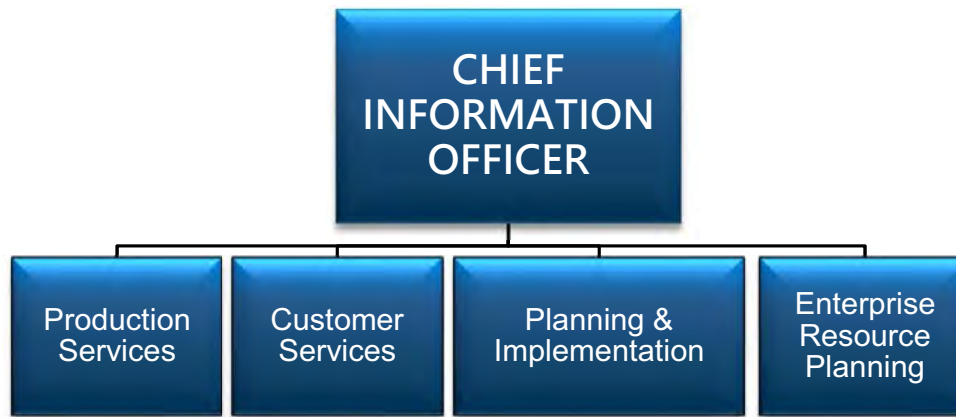 CHIEF
INFORMATION
OFFICER
Production
Services
Customer
Services
Planning &
Implementation
Enterprise
Resource
Planning